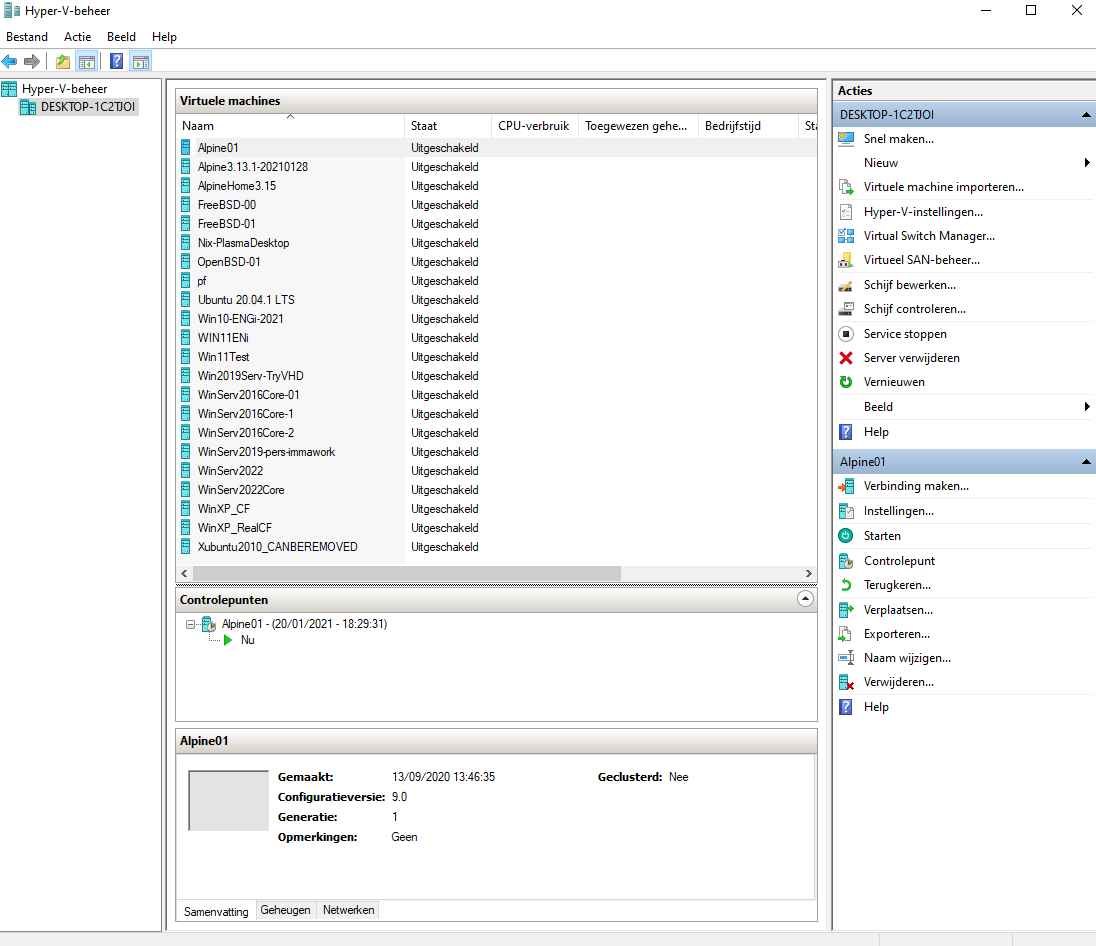 Hyper-V-beheer
Bestand Actie Beeld Help
Hyper-V-beheer
DESKTOP-1C2TJOI
Virtuele machines
Naam Staat CPU-verbruik Toegewezen gehe... Bedrijfstijd Sta
Alpine01 Uitgeschakeld
Alpine3.13.1-20210128 Uitgeschakeld
AlpineHome3.15 Uitgeschakeld
FreeBSD-00 Uitgeschakeld
FreeBSD-01 Uitgeschakeld
Nix-PlasmaDesktop Uitgeschakeld
OpenBSD-01 Uitgeschakeld
pf Uitgeschakeld
Ubuntu 20.04.1 LTS Uitgeschakeld
Win10-ENGi-2021 Uitgeschakeld
WIN11ENi Uitgeschakeld
Win11Test Uitgeschakeld
Win2019Serv-TryVHD Uitgeschakeld
WinServ2016Core-01 Uitgeschakeld
WinServ2016Core-1 Uitgeschakeld
WinServ2016Core-2 Uitgeschakeld
WinServ2019-pers-immawork Uitgeschakeld
WinServ2022 Uitgeschakeld
WinServ2022Core Uitgeschakeld
WinXP_CF Uitgeschakeld
WinXP_RealCF Uitgeschakeld
Xubuntu2010_CANBEREMOVED Uitgeschakeld
Controlepunten
Alpine01 - (20/01/2021 - 18:29:31)
Nu
Alpine01
Gemaakt: 13/09/2020 13:46:35 Geclusterd: Nee
Configuratieversie: 9.0
Generatie: 1
Opmerkingen: Geen
Samenvatting Geheugen Netwerken
Acties
DESKTOP-1C2TJOI
Snel maken...
Nieuw
Virtuele machine importeren...
Hyper-V-instellingen...
Virtual Switch Manager...
Virtueel SAN-beheer...
Schijf bewerken...
Schijf controleren...
Service stoppen
Server verwijderen
Vernieuwen
Beeld
Help
Alpine01
Verbinding maken...
Instellingen...
Starten
Controlepunt
Terugkeren...
Verplaatsen...
Exporteren...
Naam wijzigen...
Verwijderen...
Help